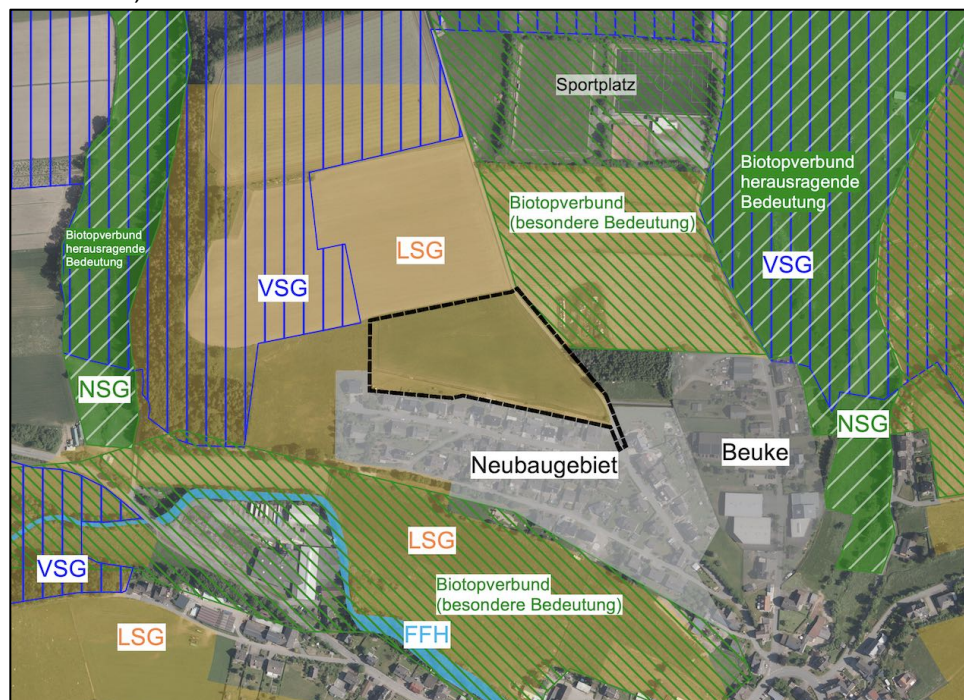 Sportplatz
Biotopverbund
herausragende
Bedeutung
Biotopverbund
herausragende
Bedeutung
Biotopverbund
(besondere Bedeutung)
LSG
VSG
VSG
NSG
NSG
Neubaugebiet
Beuke
LSG
VSG
Biotopverbund
(besondere Bedeutung)
LSG
FFH